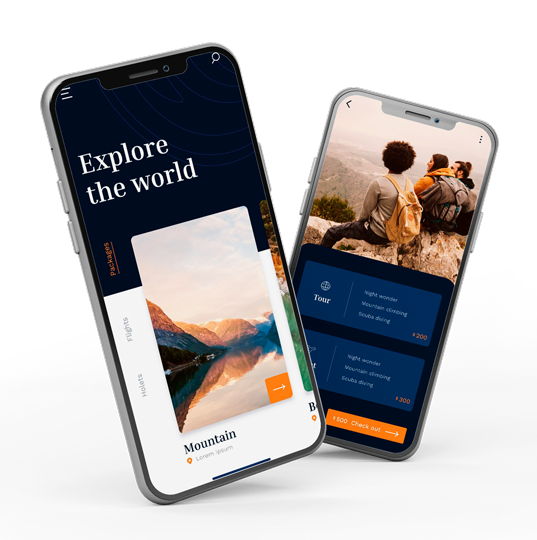 Explore
the world
Packages
Flights
Holets
Mountain
Lorem Ipsum
B
Tour
Night wonder
Mountain climbing
Scuba diving
$200
Night wonder
Mountain climbing
Scuba diving
$300
$500 Check out